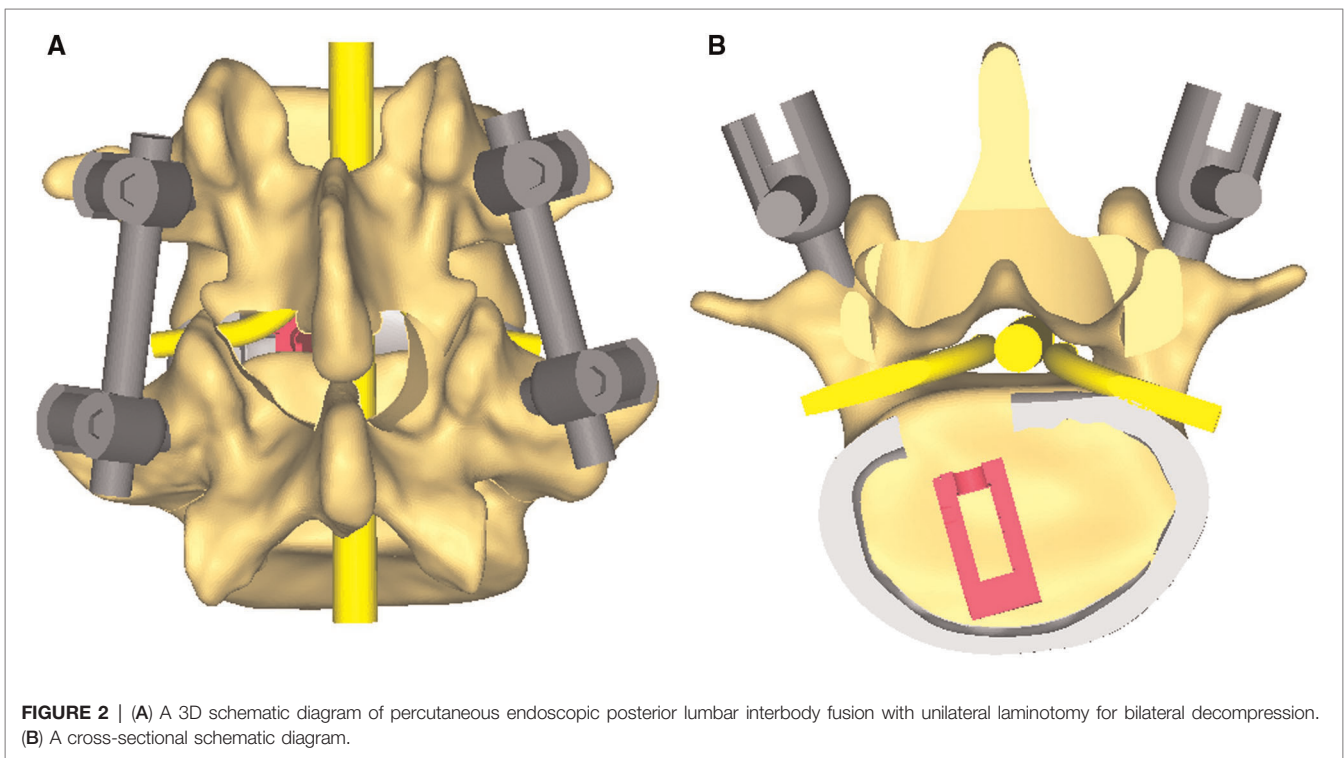 A
B
FIGURE 2 | (A) A 3D schematic diagram of percutaneous endoscopic posterior lumbar interbody fusion with unilateral laminotomy for bilateral decompression.
(B) A cross-sectional schematic diagram.